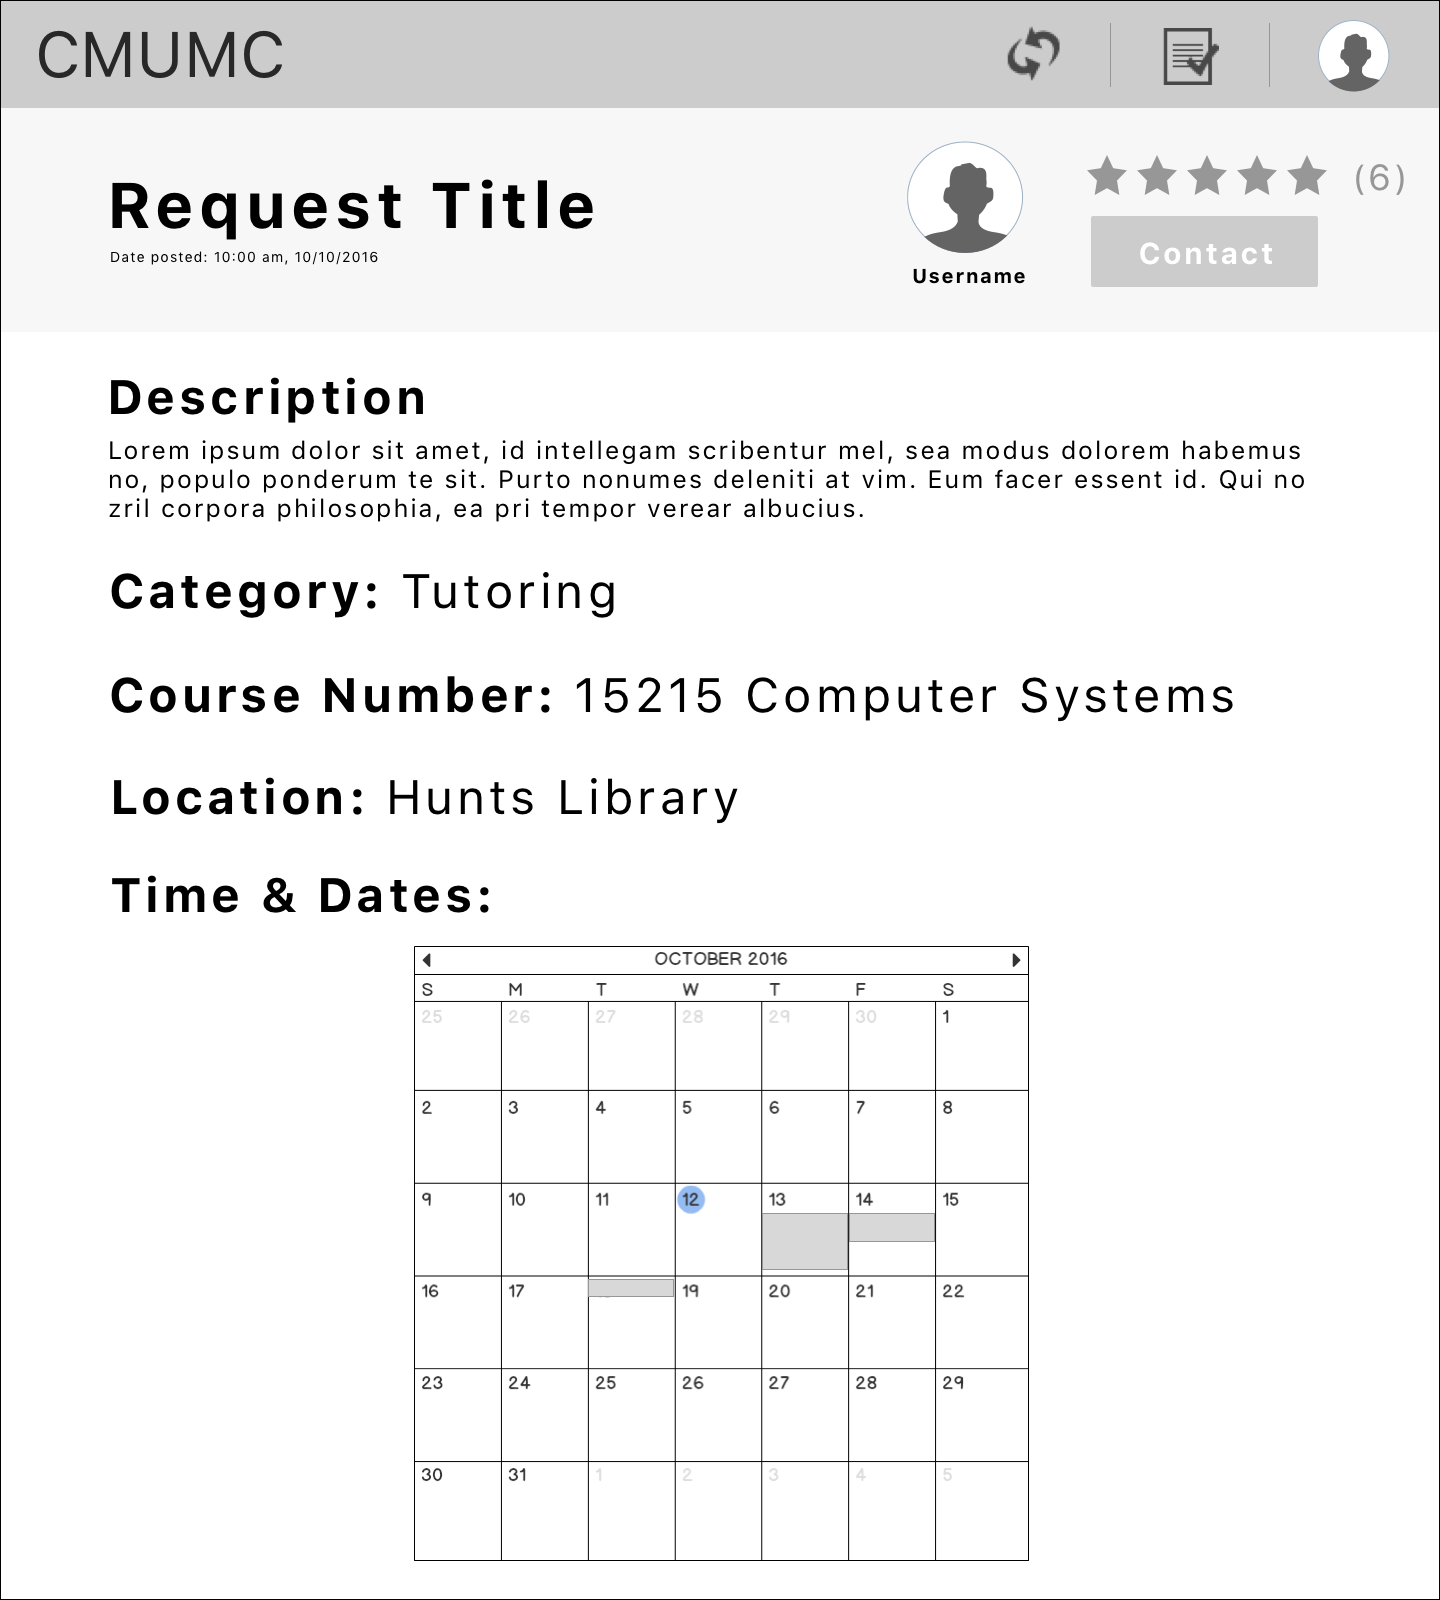 CMUMC
Request Title
Date posted: 10:00 am, 10/10/2016
Username
(6)
Contact
Description
Lorem ipsum dolor sit amet, id intellegam scribentur mel, sea modus dolorem habemus
no, populo ponderum te sit. Purto nonumes deleniti at vim. Eum facer essent id. Qui no
zril corpora philosophia, ea pri tempor verear albucius.
Category: Tutoring
Course Number: 15215 Computer Systems
Location: Hunts Library
Time & Dates:
OCTOBER 2016
S M T W T F S
25 26 27 28 29 30 1
2 3 4 5 6 7 8
9 10 11 12 13 14 15
16 17 19 20 21 22
23 24 25 26 27 28 29
30 31 1 2 3 4 5